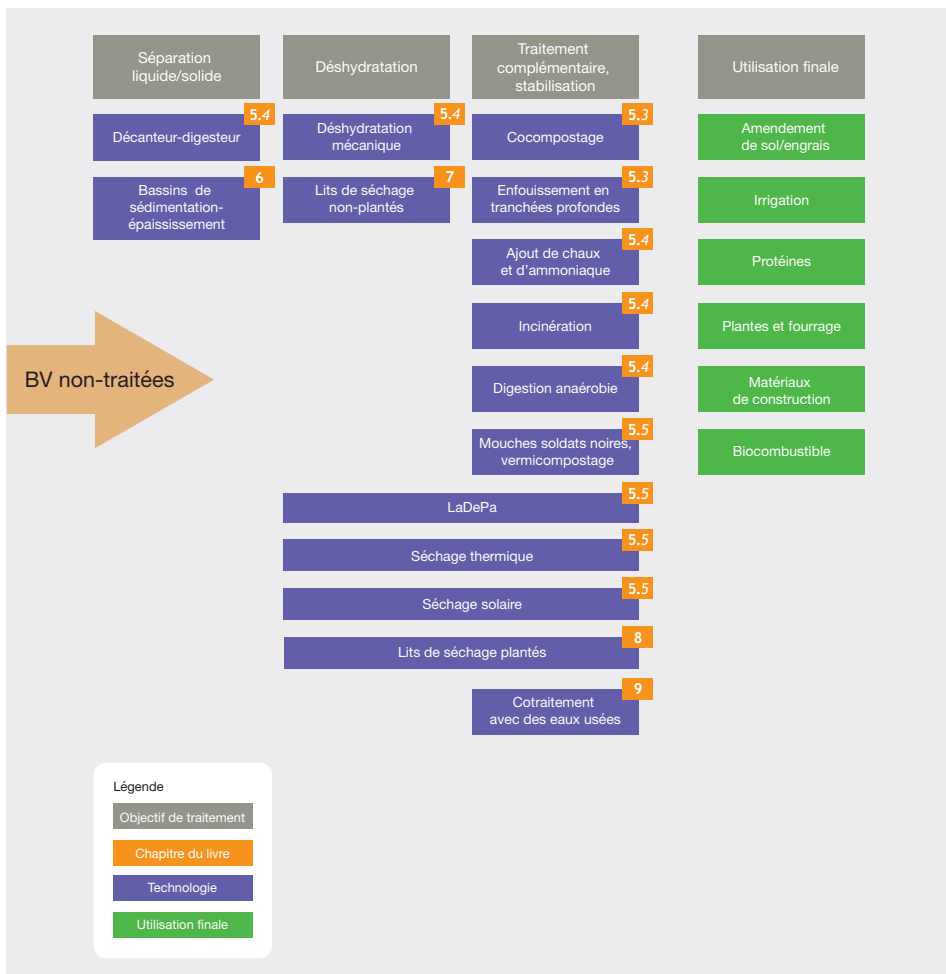 Séparation
liquide/solide
Déshydratation
Traitement
complémentaire,
stabilisation
Utilisation finale
5.4
Décanteur-digesteur
5.4
Déshydratation
mécanique
5.3
Cocompostage
Amendement
de sol/engrais
6
Bassins de
sédimentation-
épaississement
7
Lits de séchage
non-plantés
5.3
Enfouissement en
tranchées profondes
Irrigation
5.4
Ajout de chaux
et d'ammoniaque
Protéines
5.4
Incinération
Plantes et fourrage
BV non-traitées
5.4
Digestion anaérobie
Matériaux
de construction
5.5
Mouches soldats noires,
vermicompostage
Biocombustible
5.5
LaDePa
5.5
Séchage thermique
5.5
Séchage solaire
8
Lits de séchage plantés
9
Cotraitement
avec des eaux usées
Légende
Objectif de traitement
Chapitre du livre
Technologie
Utilisation finale